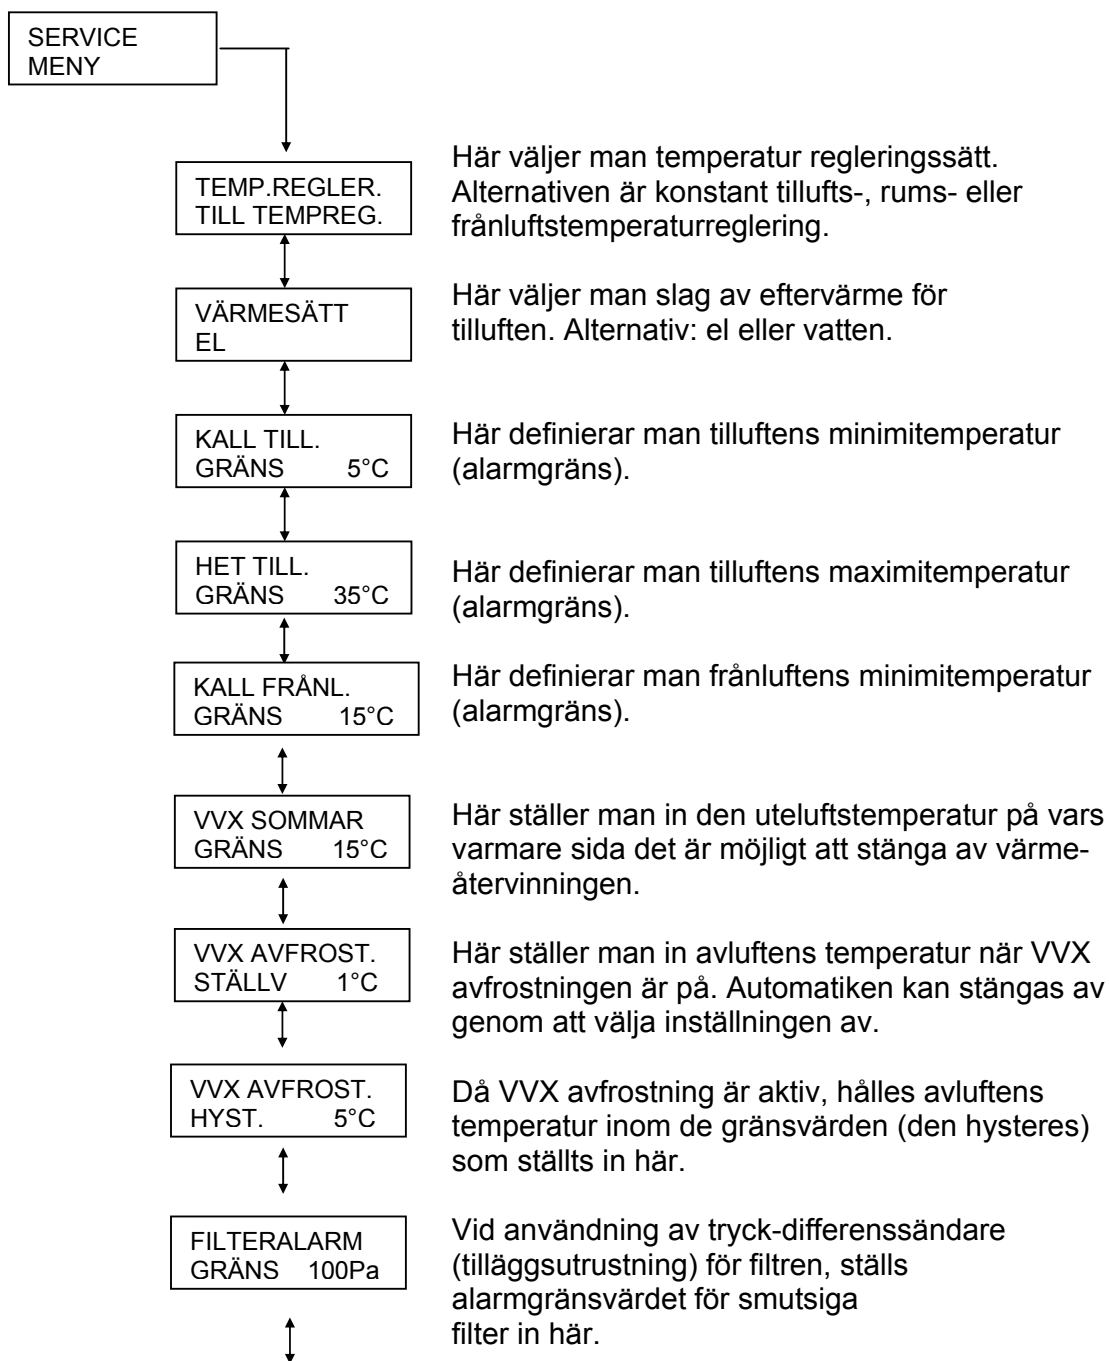 SERVICE
MENY
TEMP.REGLER.
TILL TEMPREG.
Här väljer man temperatur regleringssätt.
Alternativen är konstant tillufts-, rums- eller
frånluftstemperaturreglering.
VÄRMESÄTT
EL
Här väljer man slag av eftervärme för
tilluften. Alternativ: el eller vatten.
KALL TILL.
GRÄNS 5°C
Här definierar man tilluftens minimitemperatur
(alarmgräns).
HET TILL.
GRÄNS 35°C
Här definierar man tilluftens maximitemperatur
(alarmgräns).
KALL FRÅNL.
GRÄNS 15°C
Här definierar man frånluftens minimitemperatur
(alarmgräns).
VVX SOMMAR
GRÄNS 15°C
Här ställer man in den uteluftstemperatur på vars
varmare sida det är möjligt att stänga av värme-
återvinningen.
VVX AVFROST.
STÄLLV 1°C
Här ställer man in avluftens temperatur när VVX
avfrostningen är på. Automatiken kan stängas av
genom att välja inställningen av.
VVX AVFROST.
HYST. 5°C
Då VVX avfrostning är aktiv, hålles avluftens
temperatur inom de gränsvärden (den hysteres)
som ställts in här.
FILTERALARM
GRÄNS 100Pa
Vid användning av tryck-differenssändare
(tilläggsutrustning) för filtren, ställs
alarmgränsvärdet för smutsiga
filter in här.